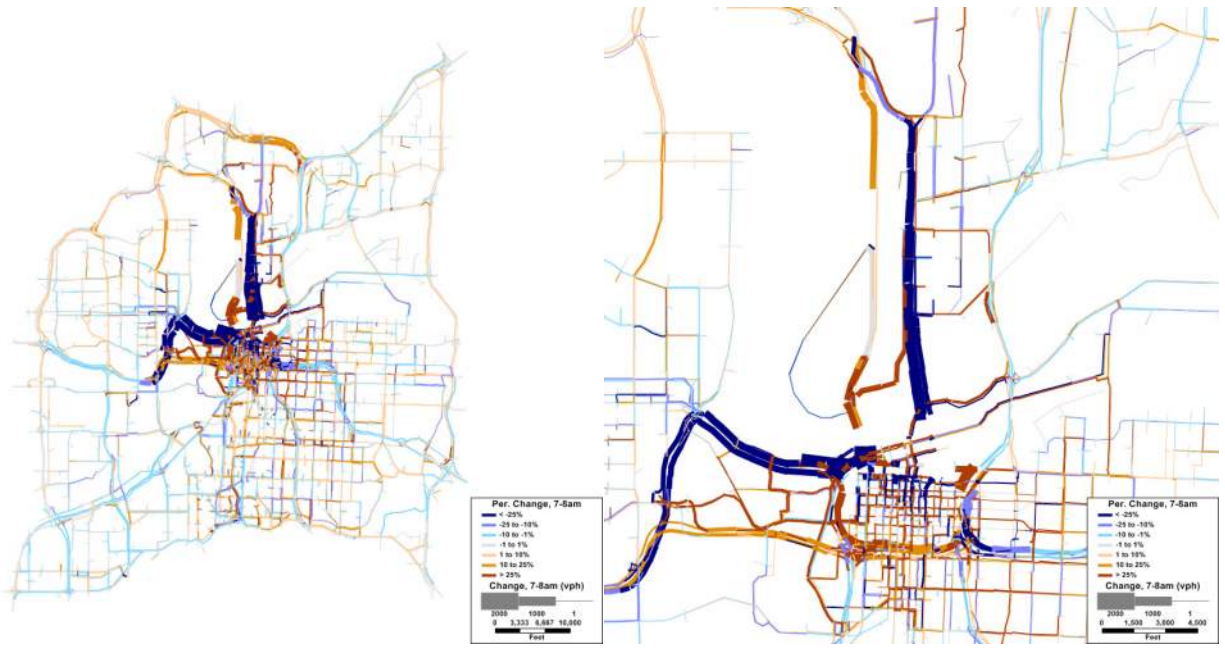 Per. Change, 7-8am
< -25%
-25 to -10%
-10 to -1%
-1 to 1%
1 to 10%
10 to 25%
> 25%
Change, 7-8am (vph)
2000 1000 1
0 3,333 6,667 10,000
Feet
Per. Change, 7-8am
< -25%
-25 to -10%
-10 to -1%
-1 to 1%
1 to 10%
10 to 25%
> 25%
Change, 7-8am (vph)
2000 1000 1
0 1,500 3,000 4,500
Feet